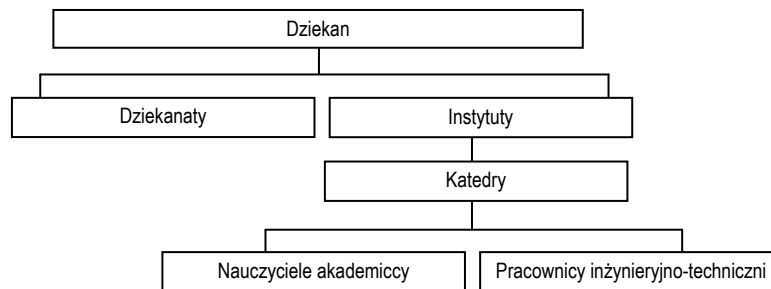 Dziekan
Dziekanaty
Instytuty
Katedry
Nauczyciele akademiccy
Pracownicy inżynieryjno-techniczni